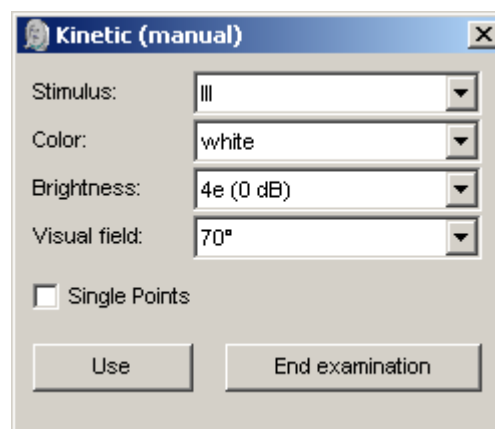 Kinetic (manual)
Stimulus: III
Color: white
Brightness: 4e (0 dB)
Visual field: 70°
Single Points
Use End examination